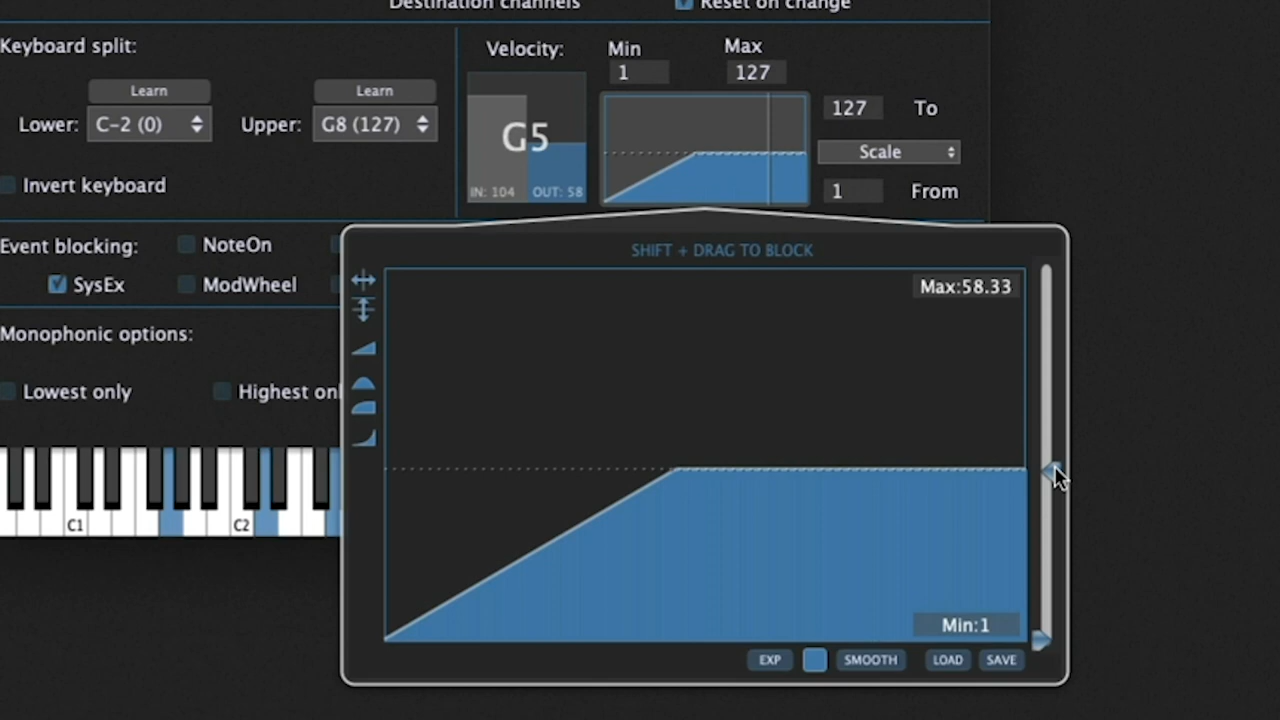 Destination channels
Reset on change
Keyboard split:
Learn
Learn
Lower:
C-2 (0)
Upper:
G8 (127)
Invert keyboard
Velocity:
Min
1
Max
127
G5
IN: 104
OUT: 58
127
To
Scale
1
From
Event blocking:
NoteOn
SysEx
ModWheel
Monophonic options:
Lowest only
Highest onl
C1
C2
SHIFT + DRAG TO BLOCK
Max:58.33
Min:1
EXP
SMOOTH
LOAD
SAVE